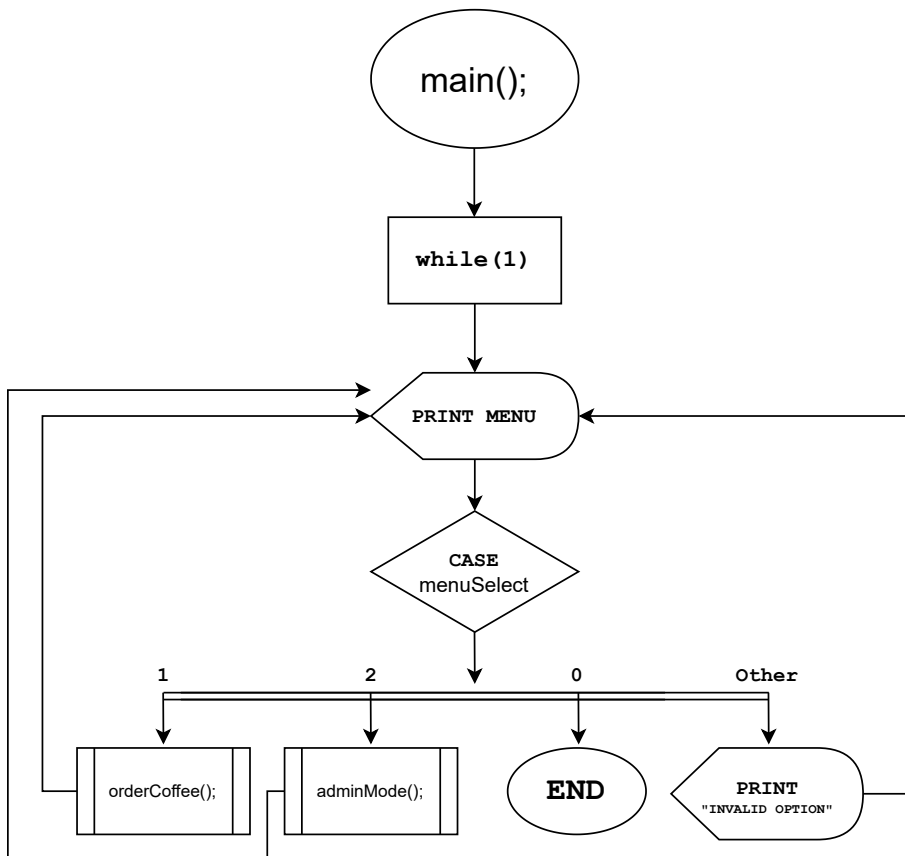 main();
while(1)
PRINT MENU
CASE
menuSelect
1 2 0 Other
orderCoffee(); adminMode(); END PRINT
"INVALID OPTION"